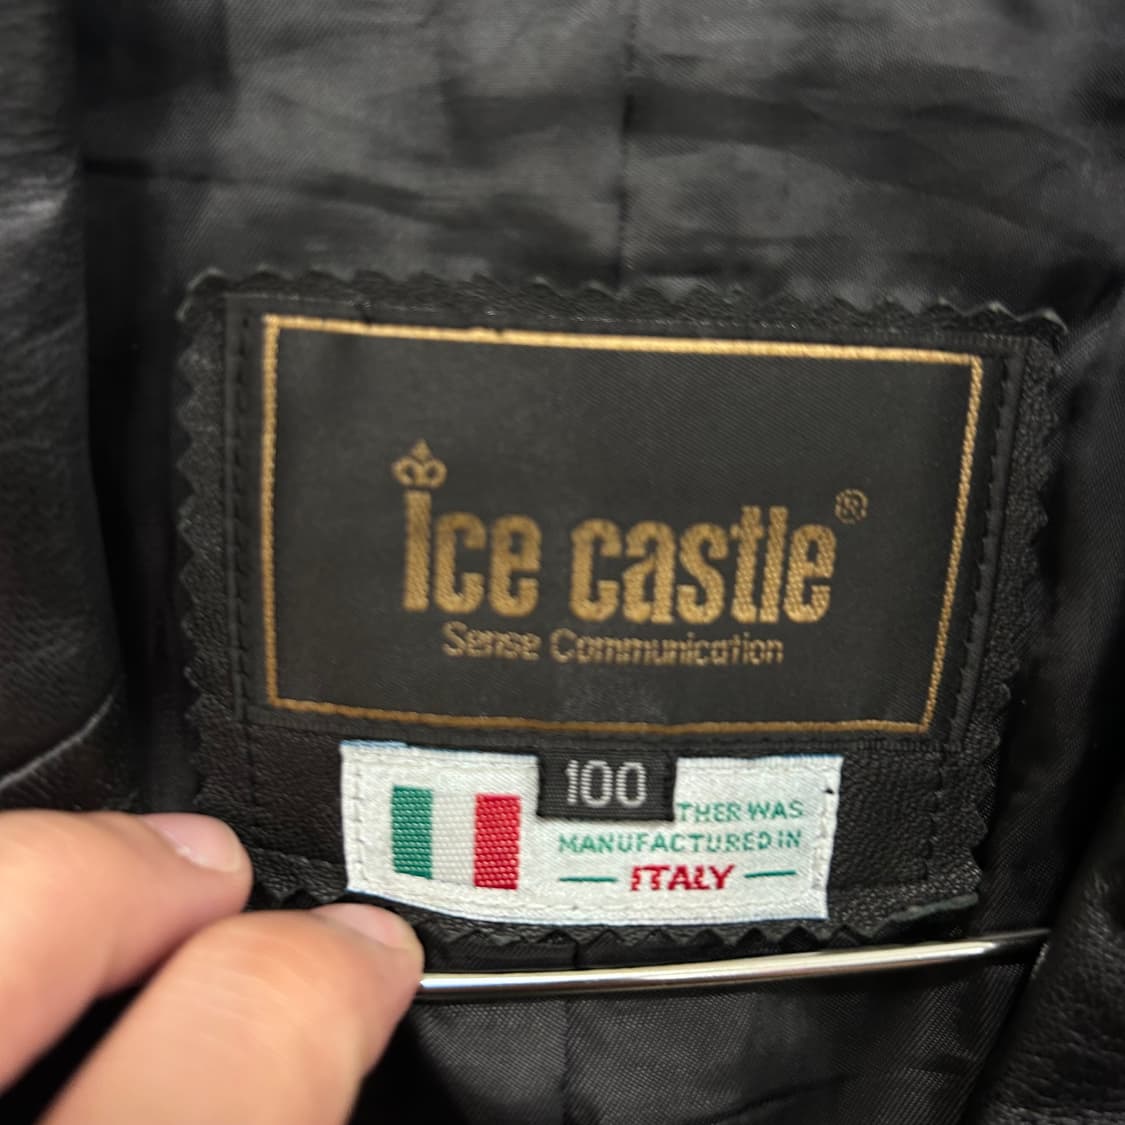 Ice castle®
Sense Communication
100
THER WAS
MANUFACTURED IN
ITALY